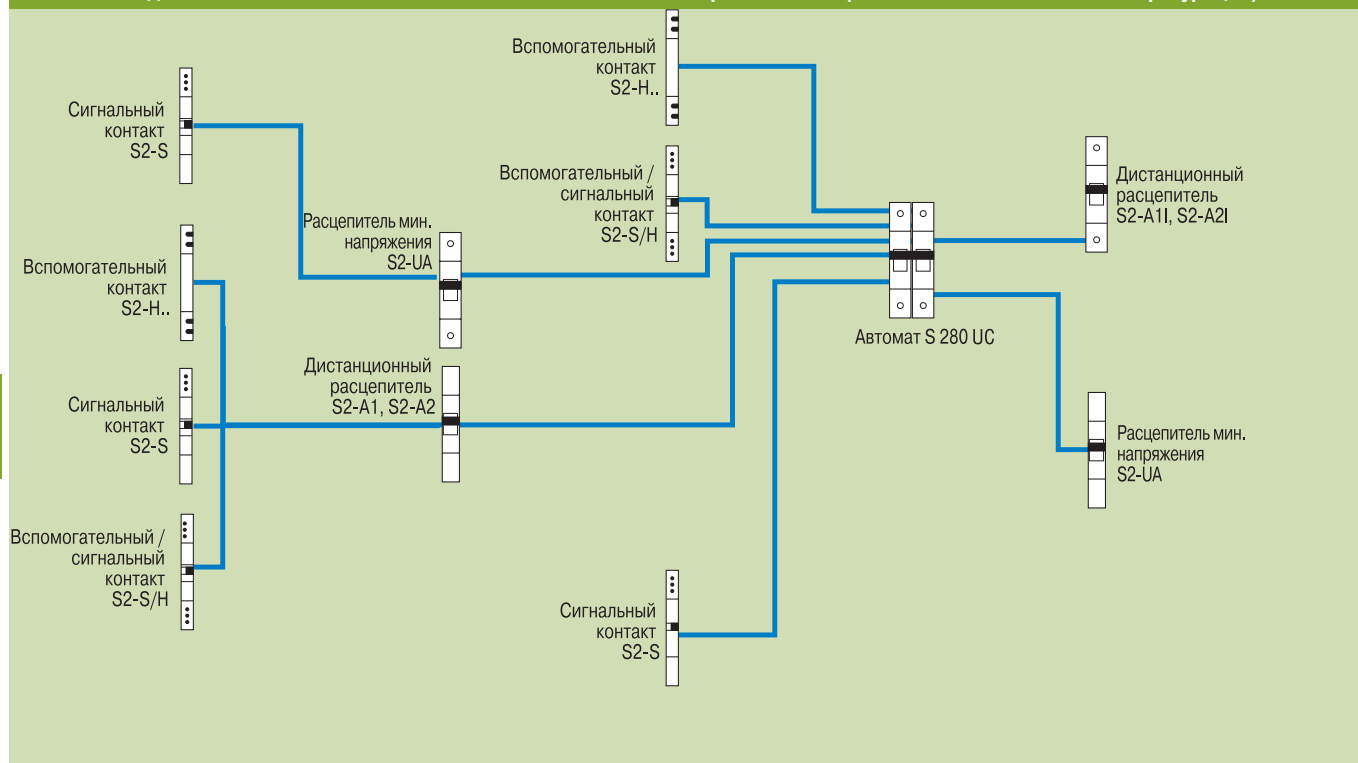 Вспомогательный
контакт
S2-H..
Сигнальный
контакт
S2-S
Вспомогательный /
сигнальный
контакт
S2-S/H
Дистанционный
расцепитель
S2-A1I, S2-A2I
Расцепитель мин.
напряжения
S2-UA
Вспомогательный
контакт
S2-H..
Автомат S 280 UC
Дистанционный
расцепитель
S2-A1, S2-A2
Сигнальный
контакт
S2-S
Расцепитель мин.
напряжения
S2-UA
Вспомогательный /
сигнальный
контакт
S2-S/H
Сигнальный
контакт
S2-S